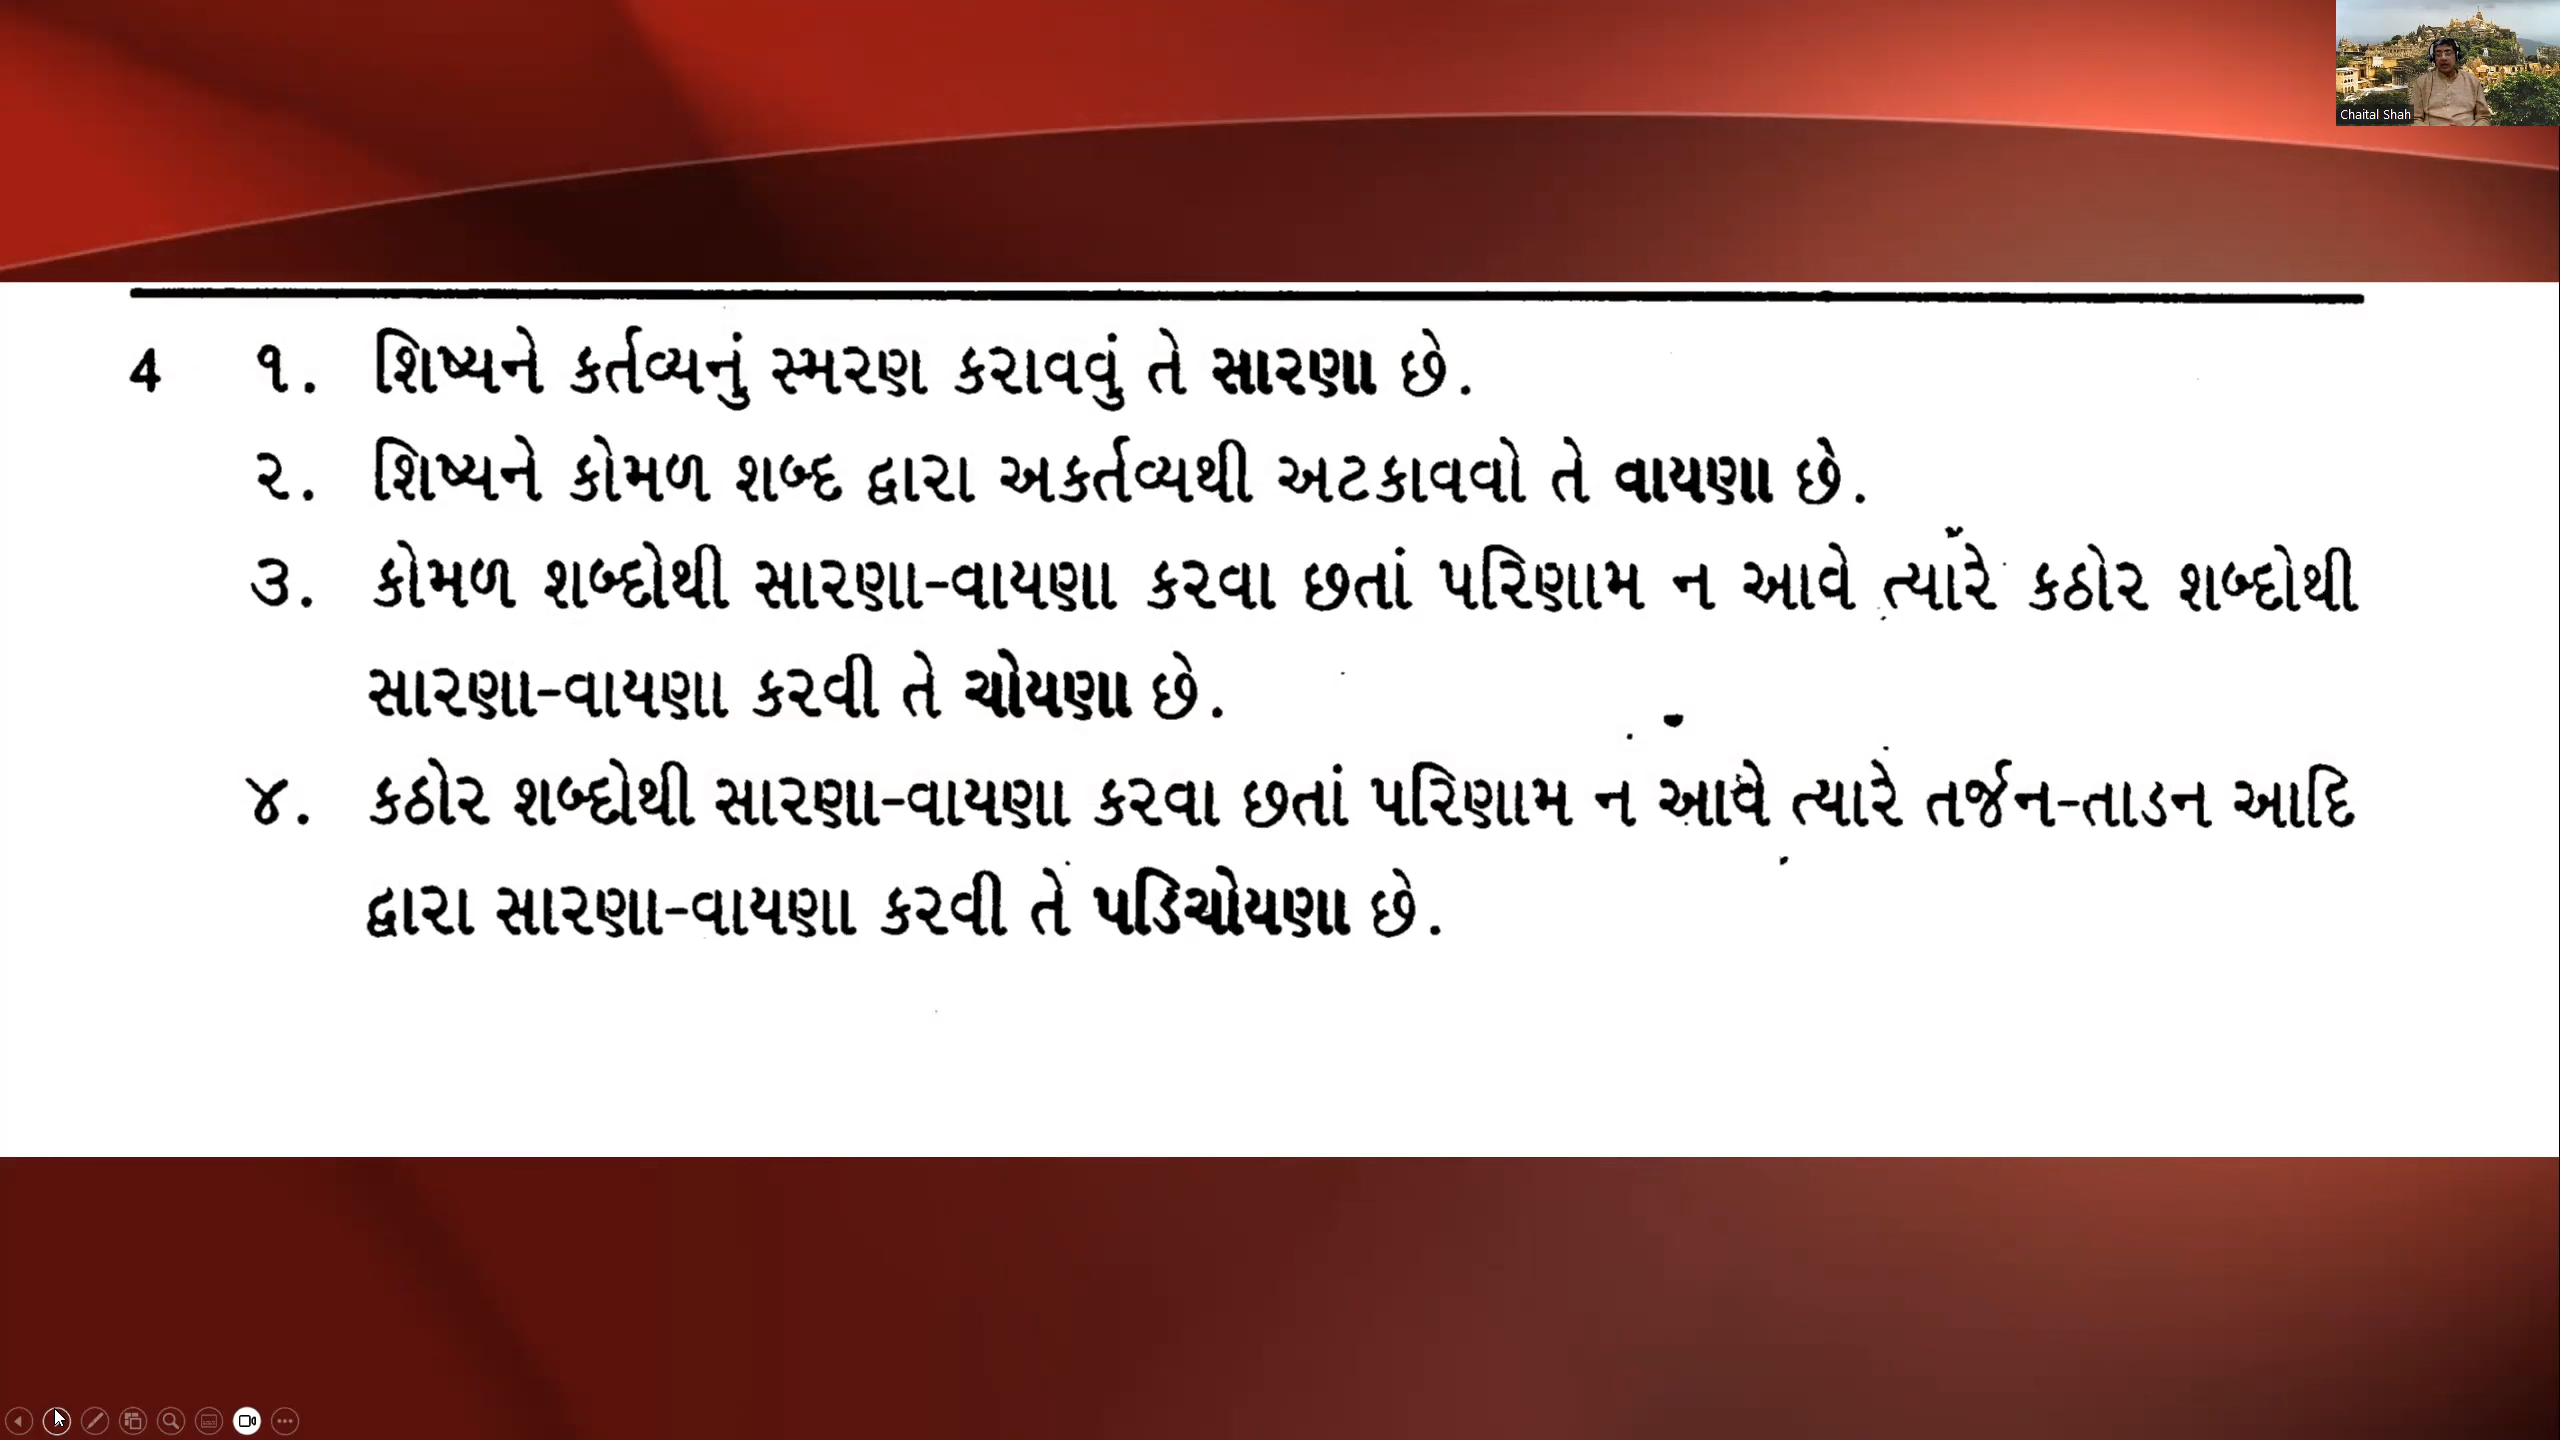 Chaital Shah
4 ૧. શિષ્યને કર્તવ્યનું સ્મરણ કરાવવું તે સારણા છે.
૨. શિષ્યને કોમળ શબ્દ દ્વારા અકર્તવ્યથી અટકાવવો તે વાયણા છે.
૩. કોમળ શબ્દોથી સારણા-વાયણા કરવા છતાં પરિણામ ન આવે ત્યારે કઠોર શબ્દોથી
સારણા-વાયણા કરવી તે ચોયણા છે.
૪. કઠોર શબ્દોથી સારણા-વાયણા કરવા છતાં પરિણામ ન આવે ત્યારે તર્જન-તાડન આદિ
દ્વારા સારણા-વાયણા કરવી તે પડિચોયણા છે.